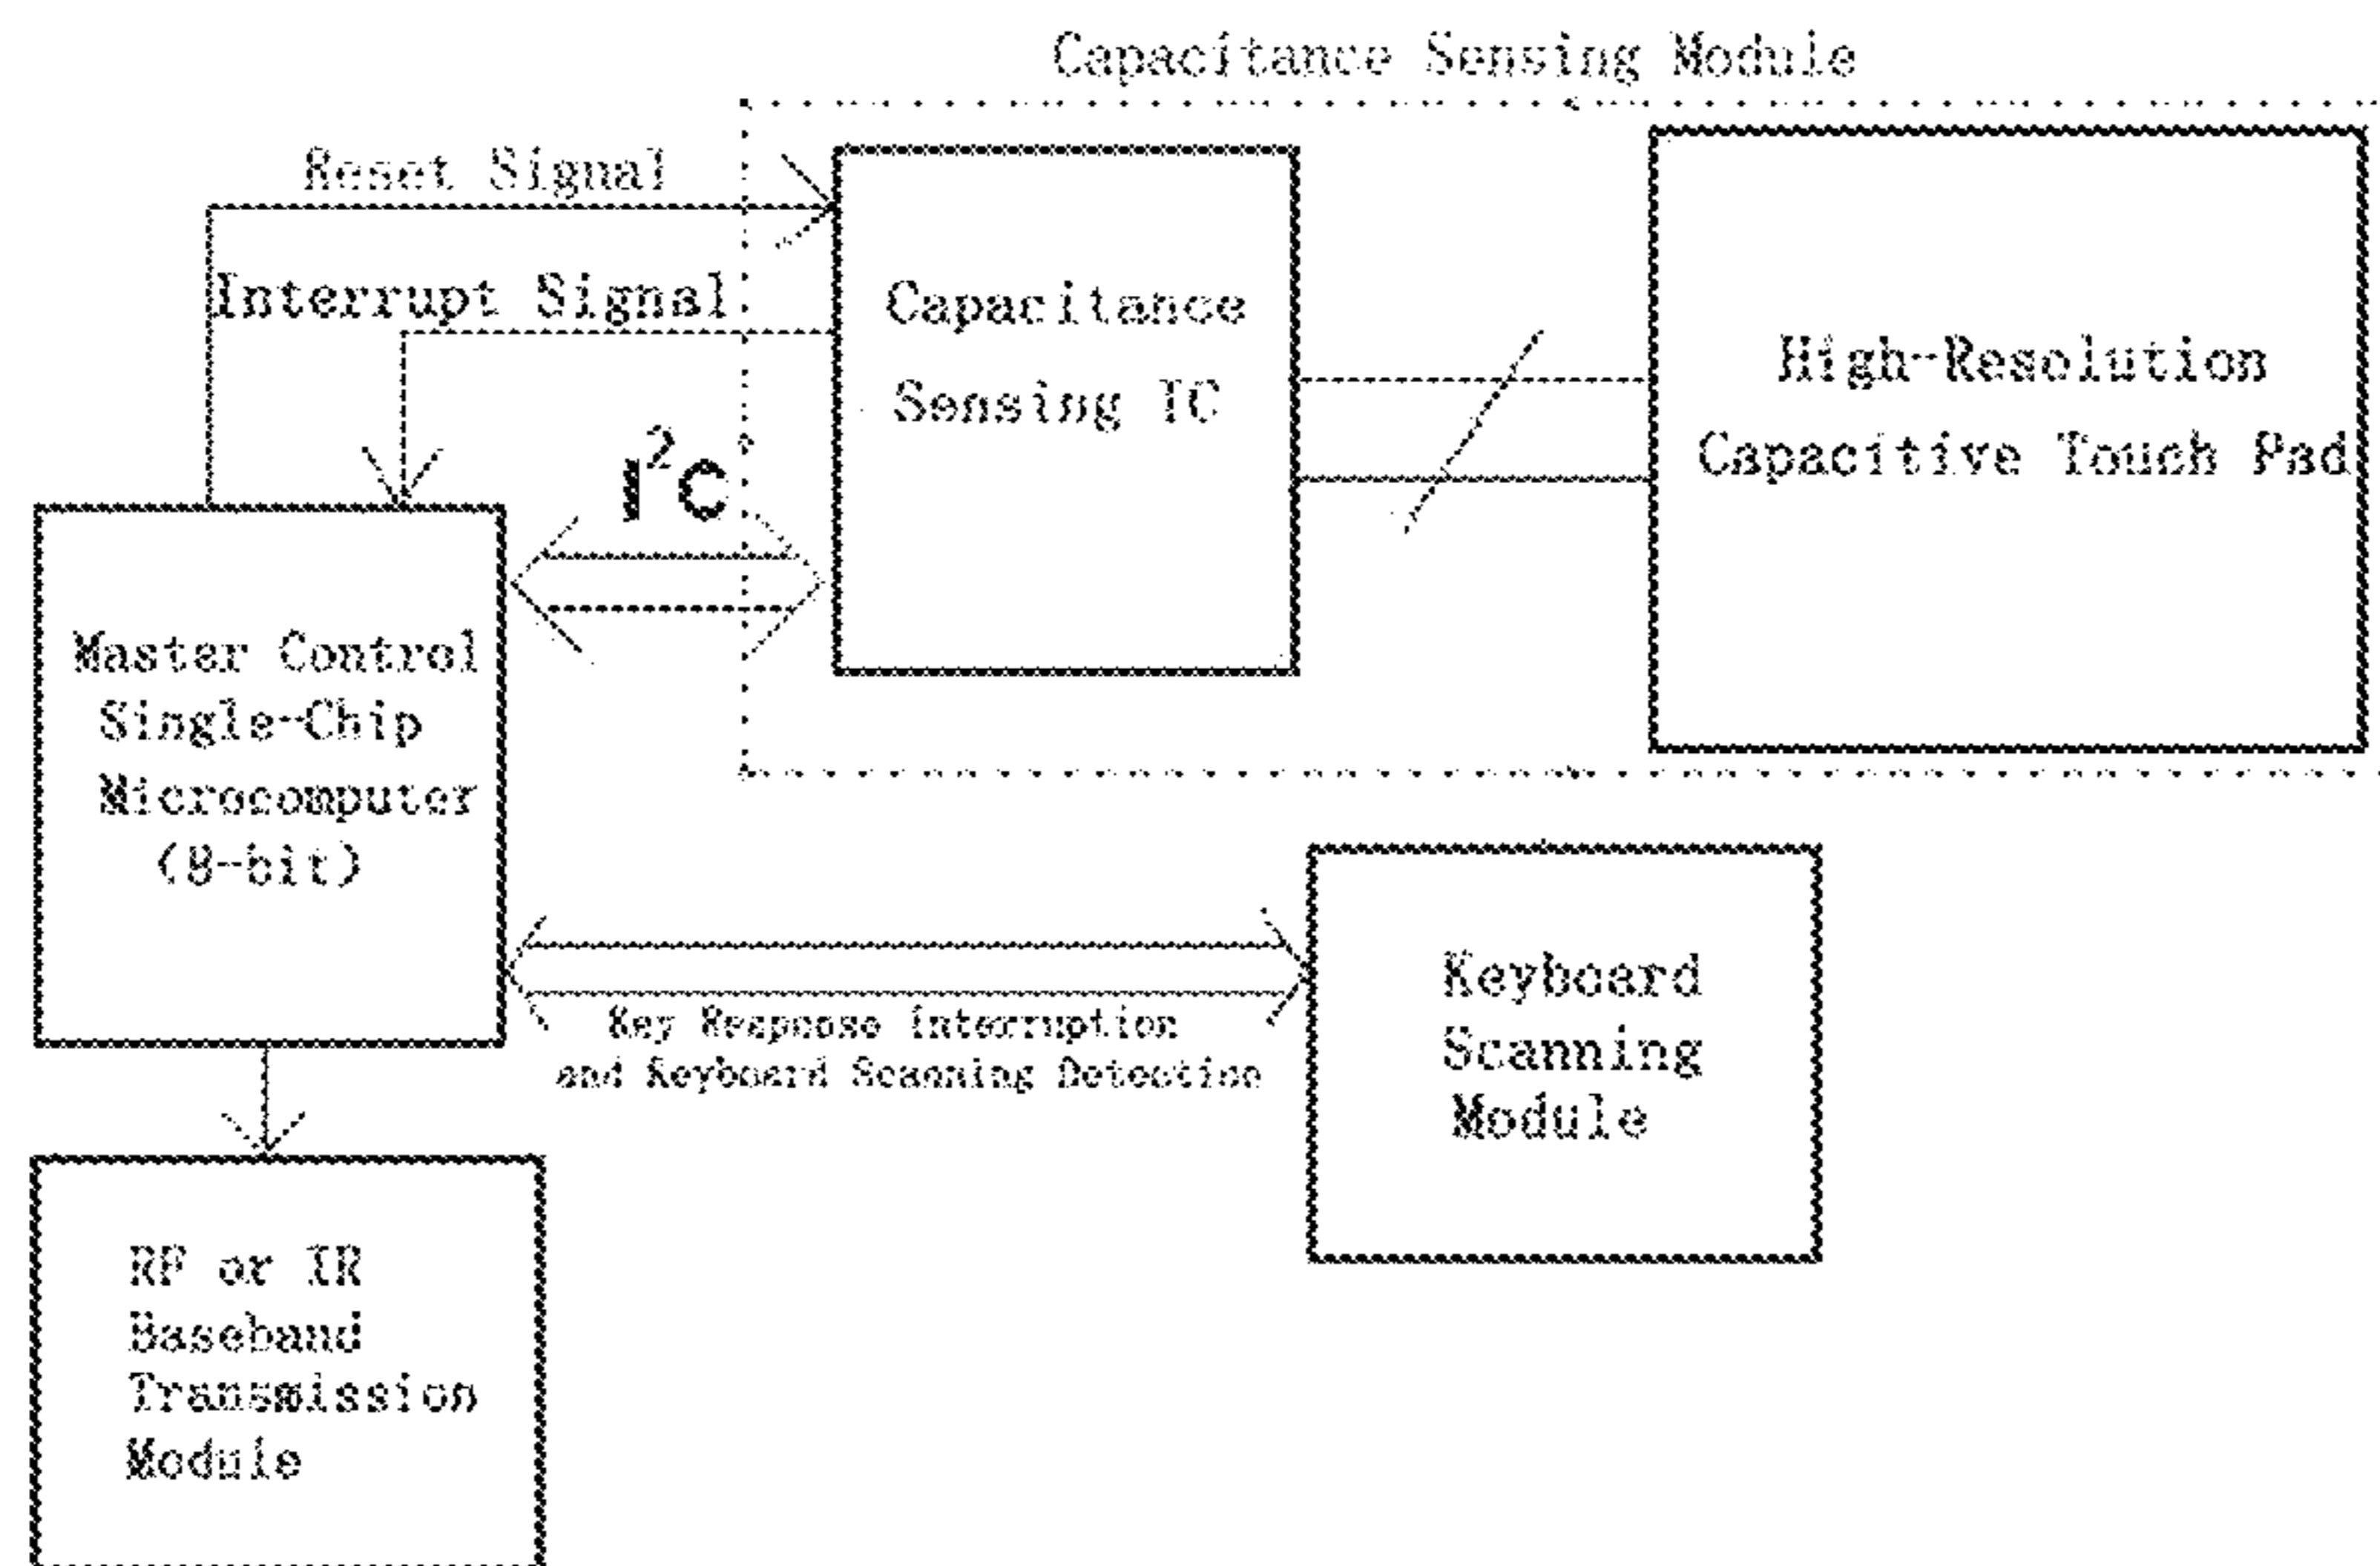 Capacitance Sensing Module
Reset Signal
Interrupt Signal
Capacitance
Sensing IC
High-Resolution
Capacitive Touch Pad
I²C
Master Control
Single-Chip
Microcomputer
(8-bit)
Keyboard
Scanning
Module
Key Response Interruption
and Keyboard Scanning Detection
RF or IR
Baseband
Transmission
Module